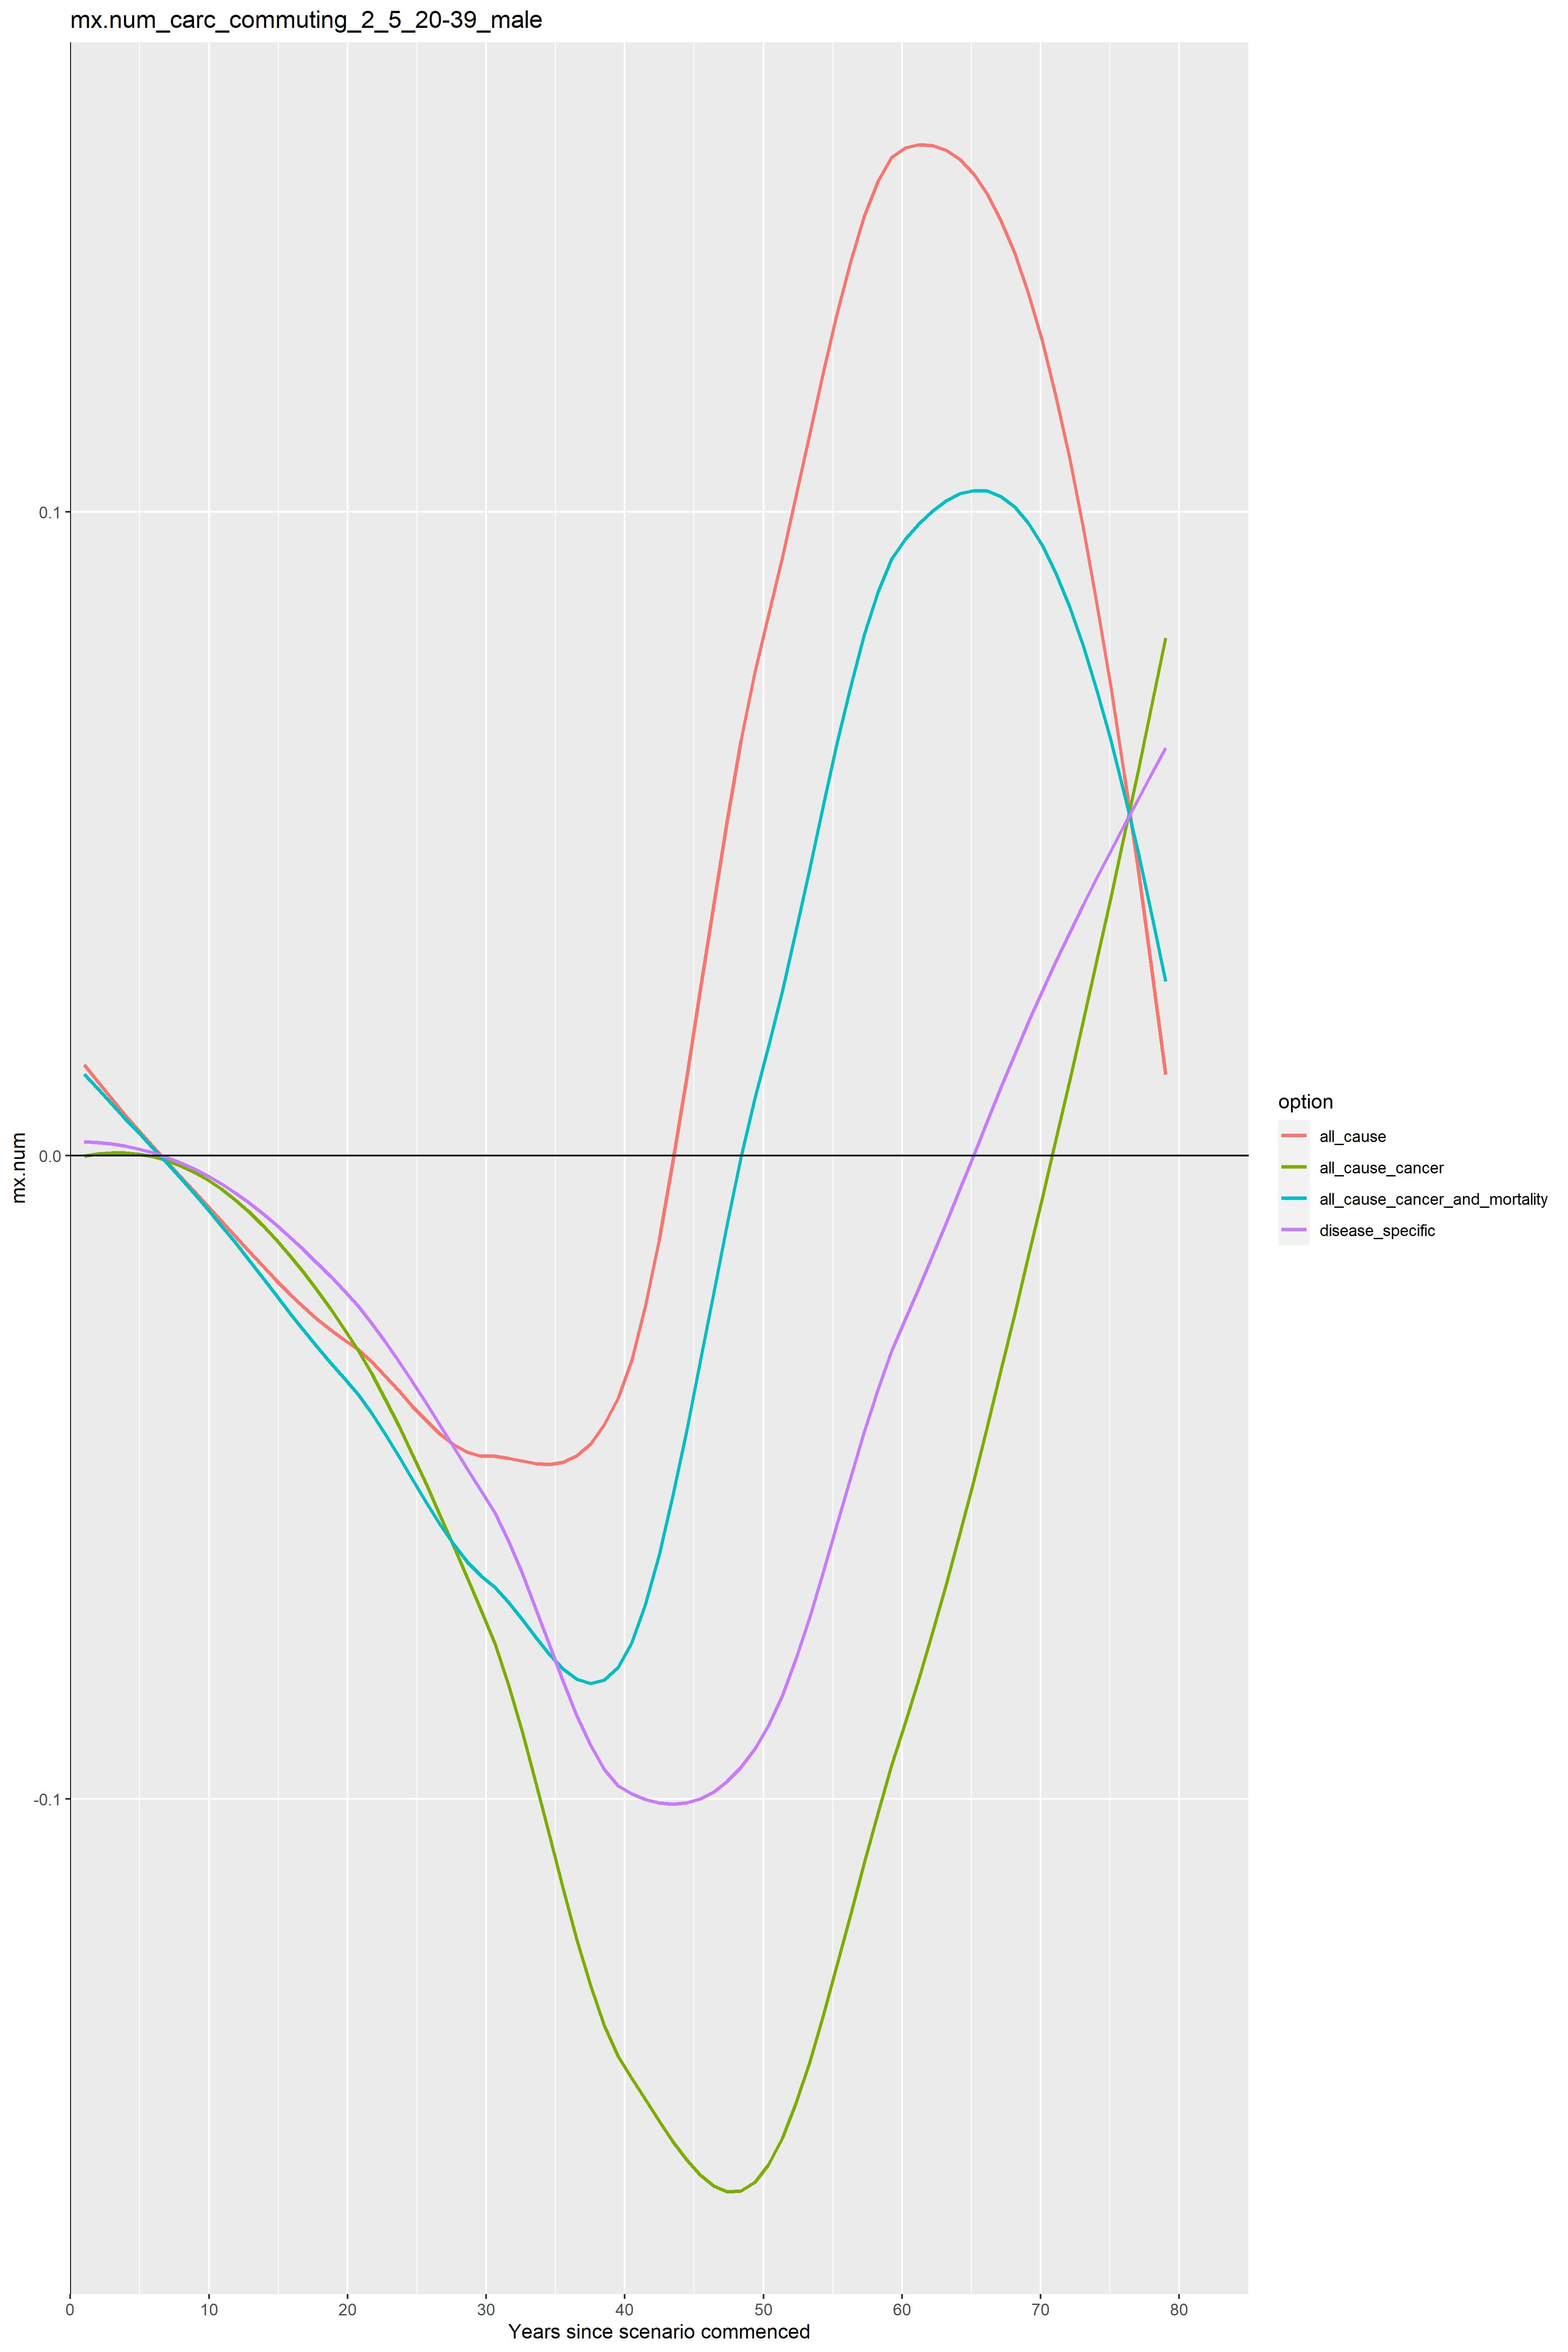 mx.num_carc_commuting_2_5_20-39_male
mx.num
0.1
0.0
-0.1
0 10 20 30 40 50 60 70 80
Years since scenario commenced
option
all_cause
all_cause_cancer
all_cause_cancer_and_mortality
disease_specific